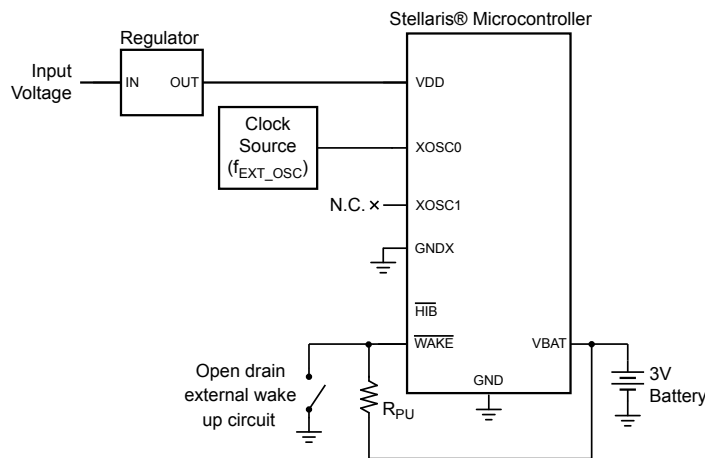 Stellaris® Microcontroller
Regulator
Input
Voltage
IN
OUT
VDD
Clock
Source
(fEXT_OSC)
XOSC0
N.C.
XOSC1
GNDX
HIB
WAKE
VBAT
Open drain
external wake
up circuit
RPU
GND
3V
Battery